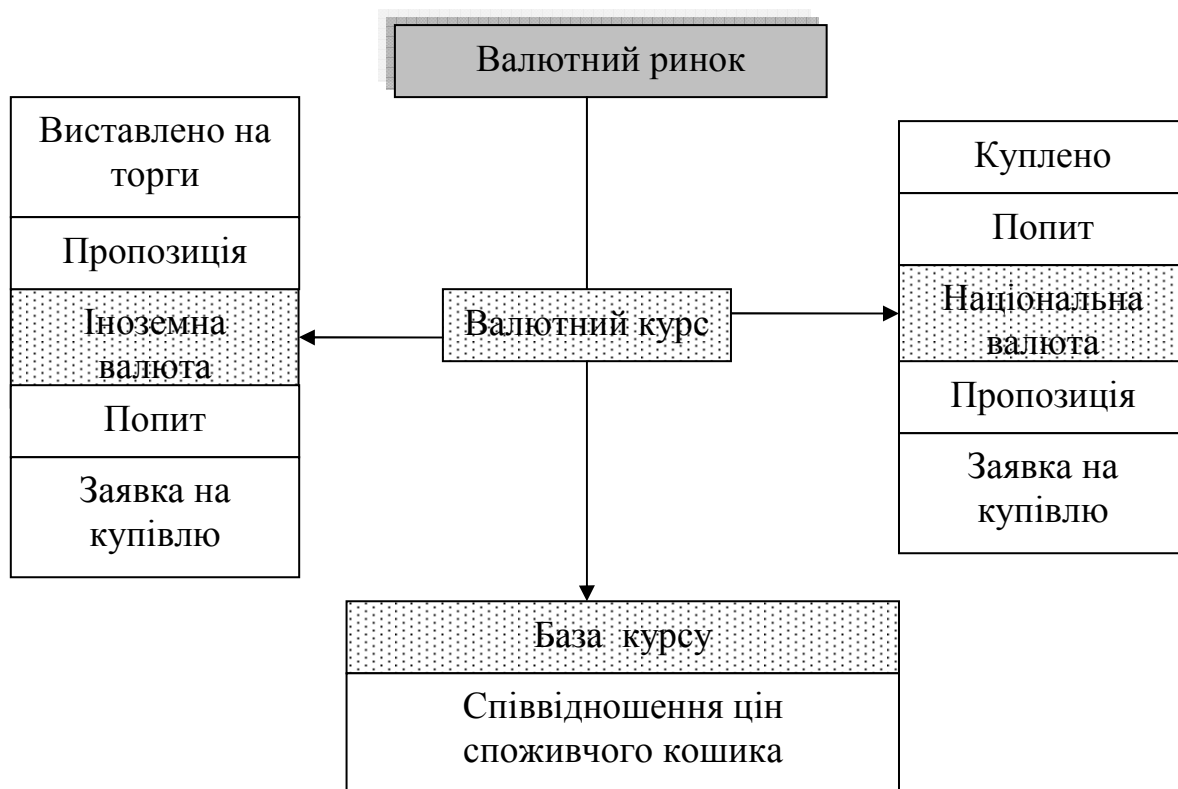 Валютний ринок
Виставлено на
торги
Пропозиція
Іноземна
валюта
Попит
Заявка на
купівлю
Валютний курс
Куплено
Попит
Національна
валюта
Пропозиція
Заявка на
купівлю
База курсу
Співвідношення цін
споживчого кошика